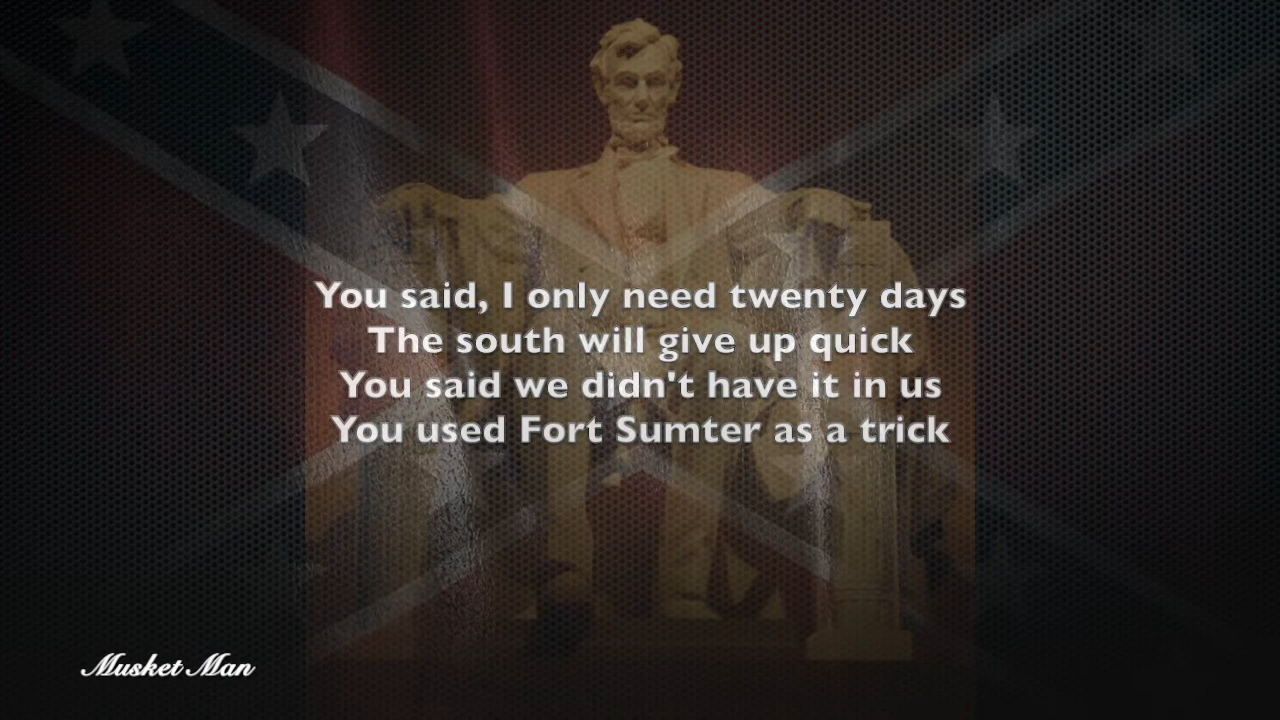 You said, I only need twenty days
The south will give up quick
You said we didn't have it in us
You used Fort Sumter as a trick
Musket Man